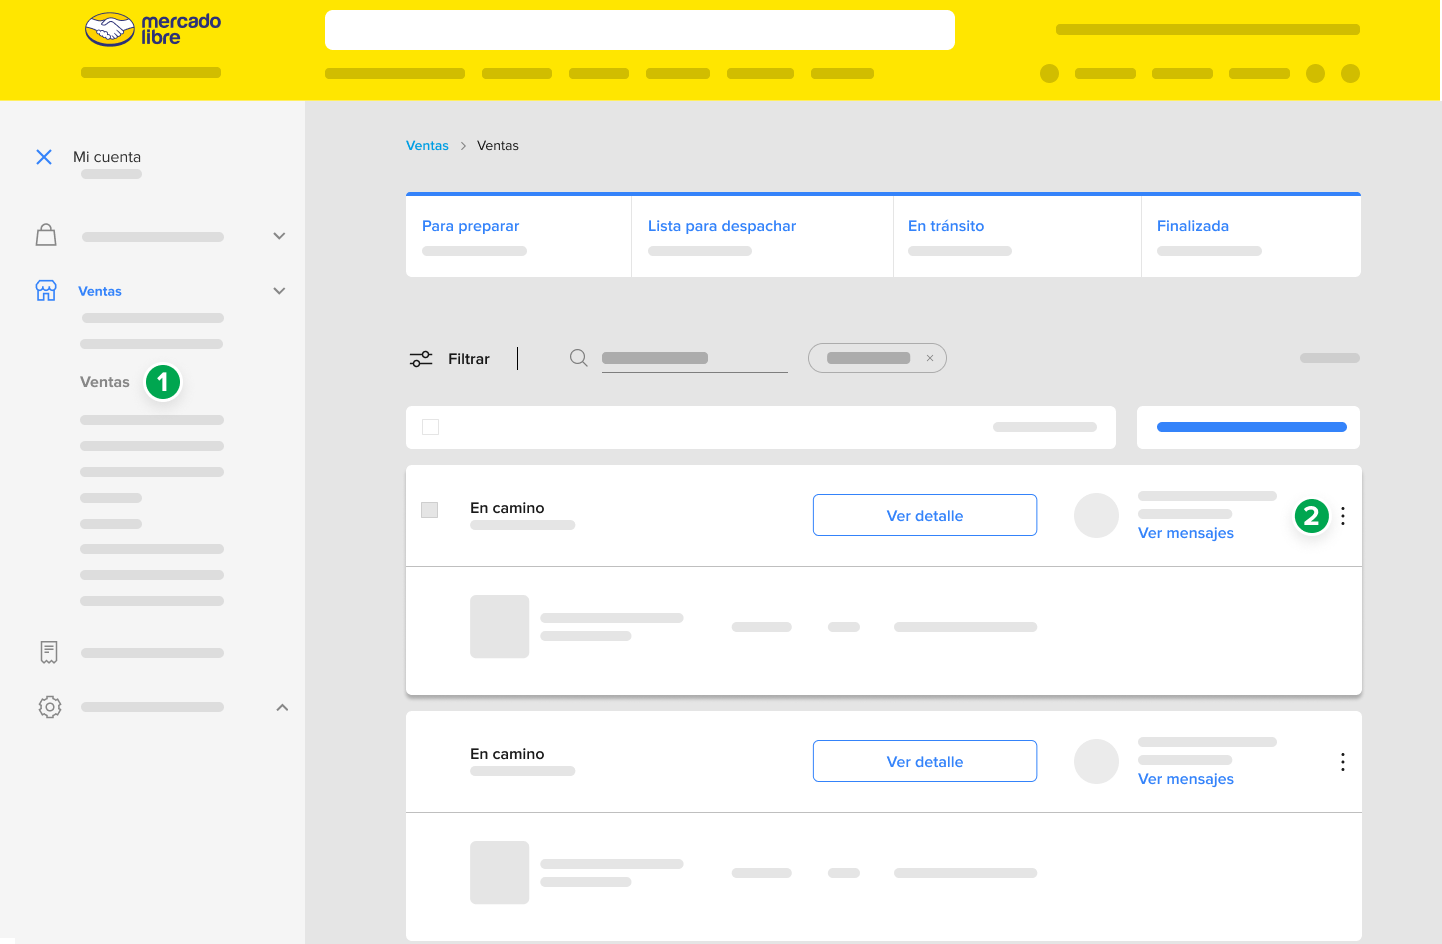 mercado
libre
Mi cuenta
Ventas
Ventas
1
Ventas > Ventas
Para preparar
Lista para despachar
En tránsito
Finalizada
Filtrar
En camino
Ver detalle
Ver mensajes
2
En camino
Ver detalle
Ver mensajes